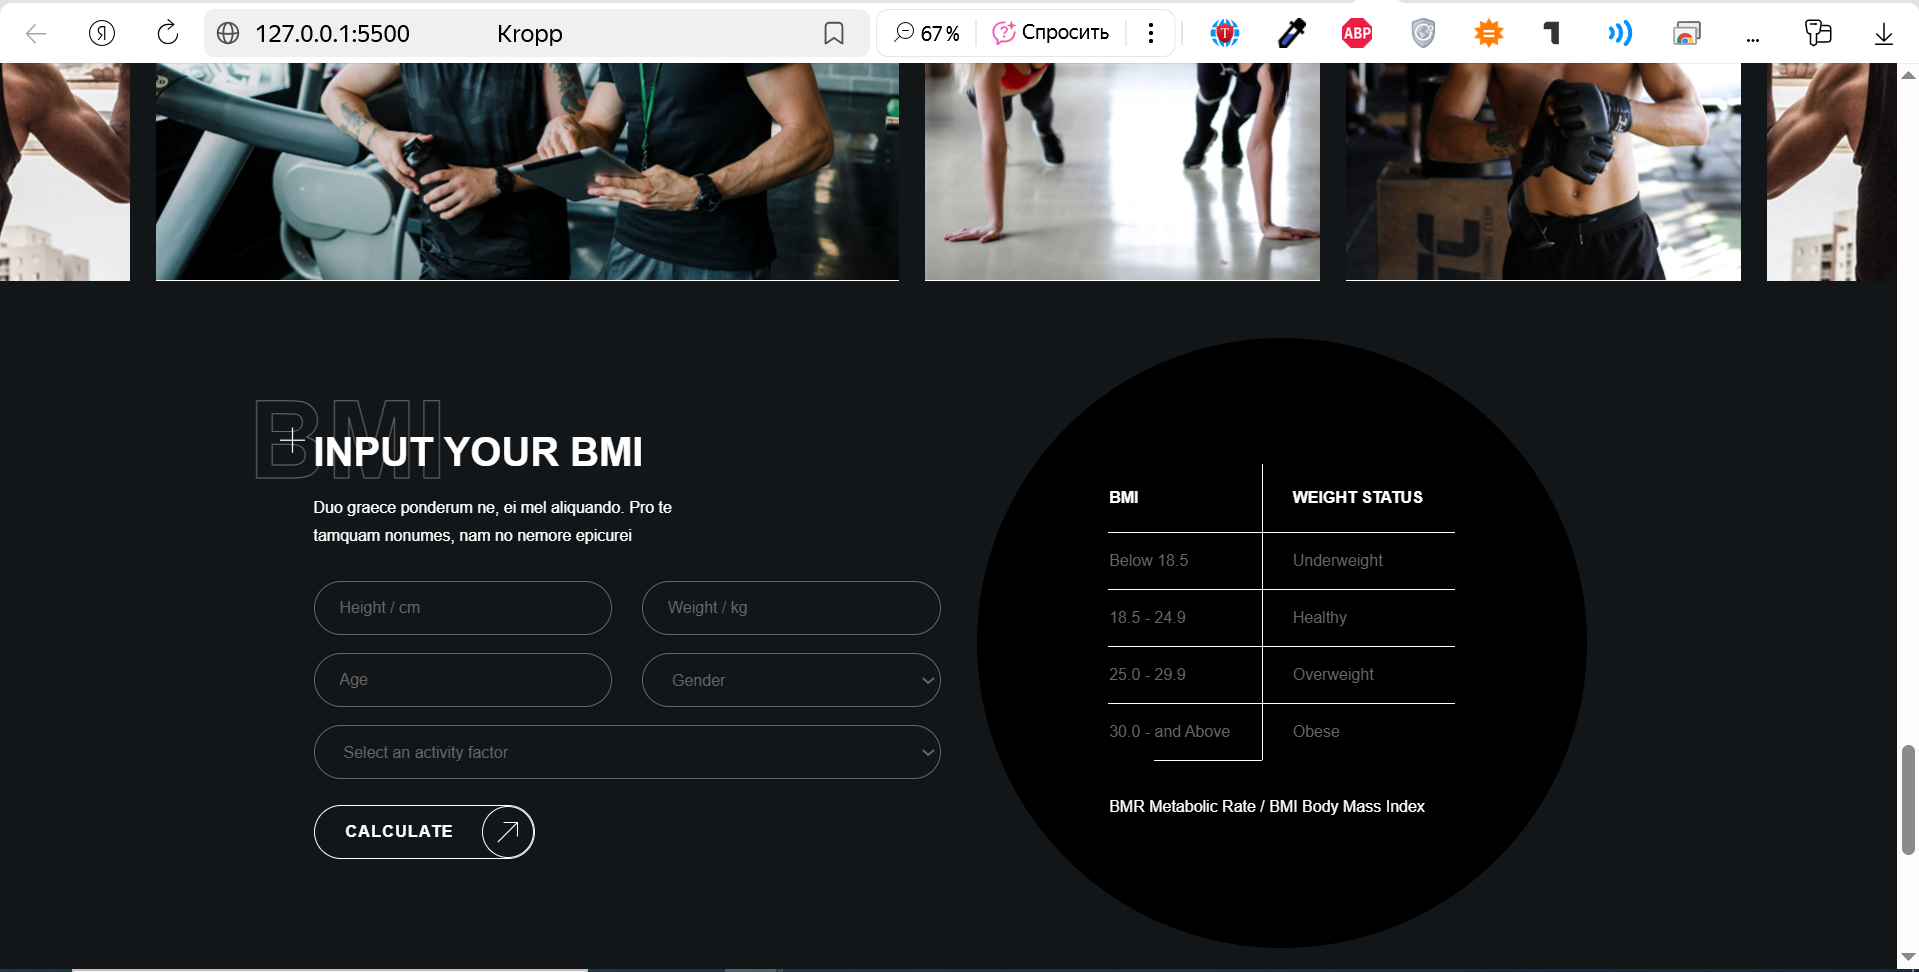 127.0.0.1:5500
Kropp
67 %
Спросить
ABP
BMI
INPUT YOUR BMI
Duo graece ponderum ne, ei mel aliquando. Pro te
tamquam nonumes, nam no nemore epicurei
Height / cm
Weight / kg
Age
Gender
Select an activity factor
CALCULATE
BMI WEIGHT STATUS
Below 18.5 Underweight
18.5 - 24.9 Healthy
25.0 - 29.9 Overweight
30.0 - and Above Obese
BMR Metabolic Rate / BMI Body Mass Index